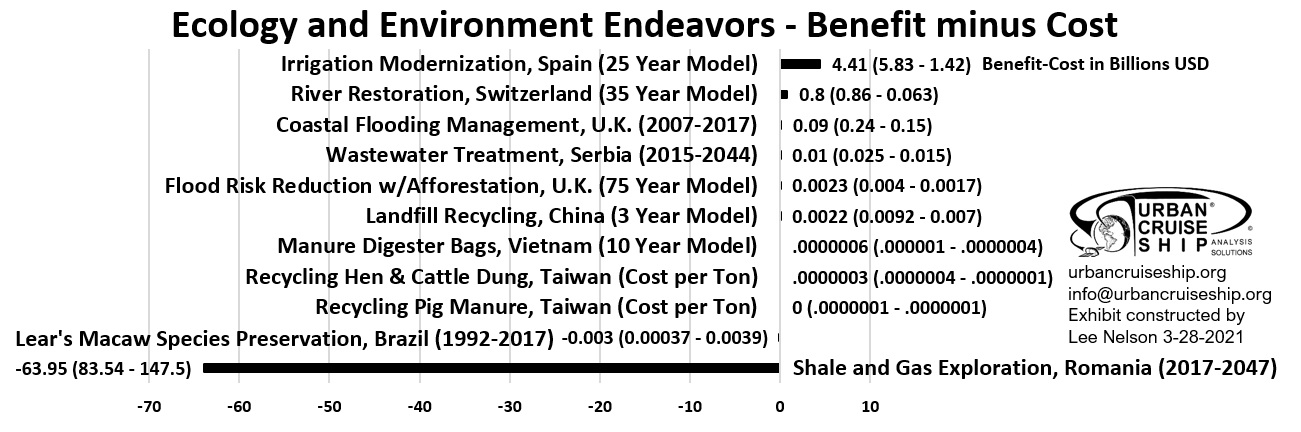 Ecology and Environment Endeavors - Benefit minus Cost
Irrigation Modernization, Spain (25 Year Model) 4.41 (5.83 - 1.42) Benefit-Cost in Billions USD
River Restoration, Switzerland (35 Year Model) 0.8 (0.86 - 0.063)
Coastal Flooding Management, U.K. (2007-2017) 0.09 (0.24 - 0.15)
Wastewater Treatment, Serbia (2015-2044) 0.01 (0.025 - 0.015)
Flood Risk Reduction w/Afforestation, U.K. (75 Year Model) 0.0023 (0.004 - 0.0017)
Landfill Recycling, China (3 Year Model) 0.0022 (0.0092 - 0.007)
Manure Digester Bags, Vietnam (10 Year Model) .0000006 (.000001 - .0000004)
Recycling Hen & Cattle Dung, Taiwan (Cost per Ton) .0000003 (.0000004 - .0000001)
Recycling Pig Manure, Taiwan (Cost per Ton) 0 (.0000001 - .0000001)
Lear's Macaw Species Preservation, Brazil (1992-2017) -0.003 (0.00037 - 0.0039)
-63.95 (83.54 - 147.5) Shale and Gas Exploration, Romania (2017-2047)
-70 -60 -50 -40 -30 -20 -10 0 10
URBAN®
CRUISE
SHIP ANALYSIS SOLUTIONS ©
urbancruiseship.org
info@urbancruiseship.org
Exhibit constructed by
Lee Nelson 3-28-2021